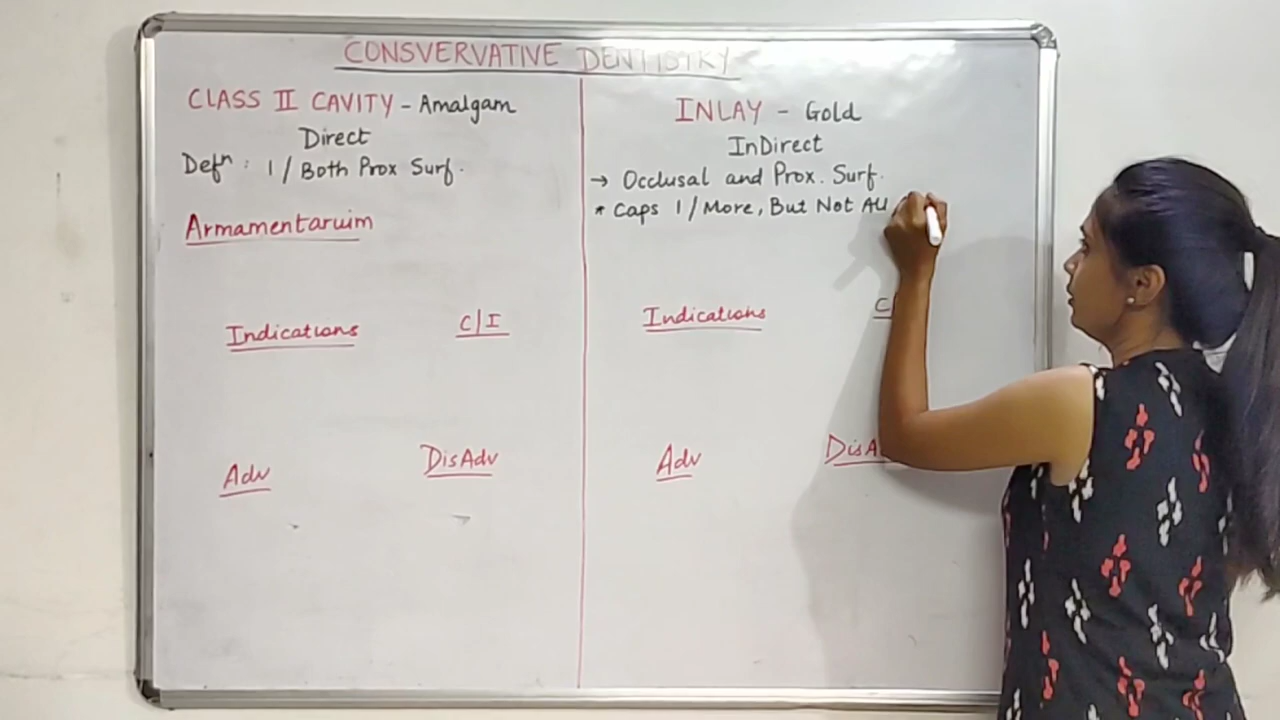 CONSVERVATIVE DENTISTRY
CLASS II CAVITY - Amalgam
Direct
Defn : 1 / Both Prox Surf.
Armamentaruim
Indications
C/I
Adv
DisAdv
INLAY - Gold
InDirect
→ Occlusal and Prox. Surf.
* Caps 1 / More, But Not All
Indications
Adv